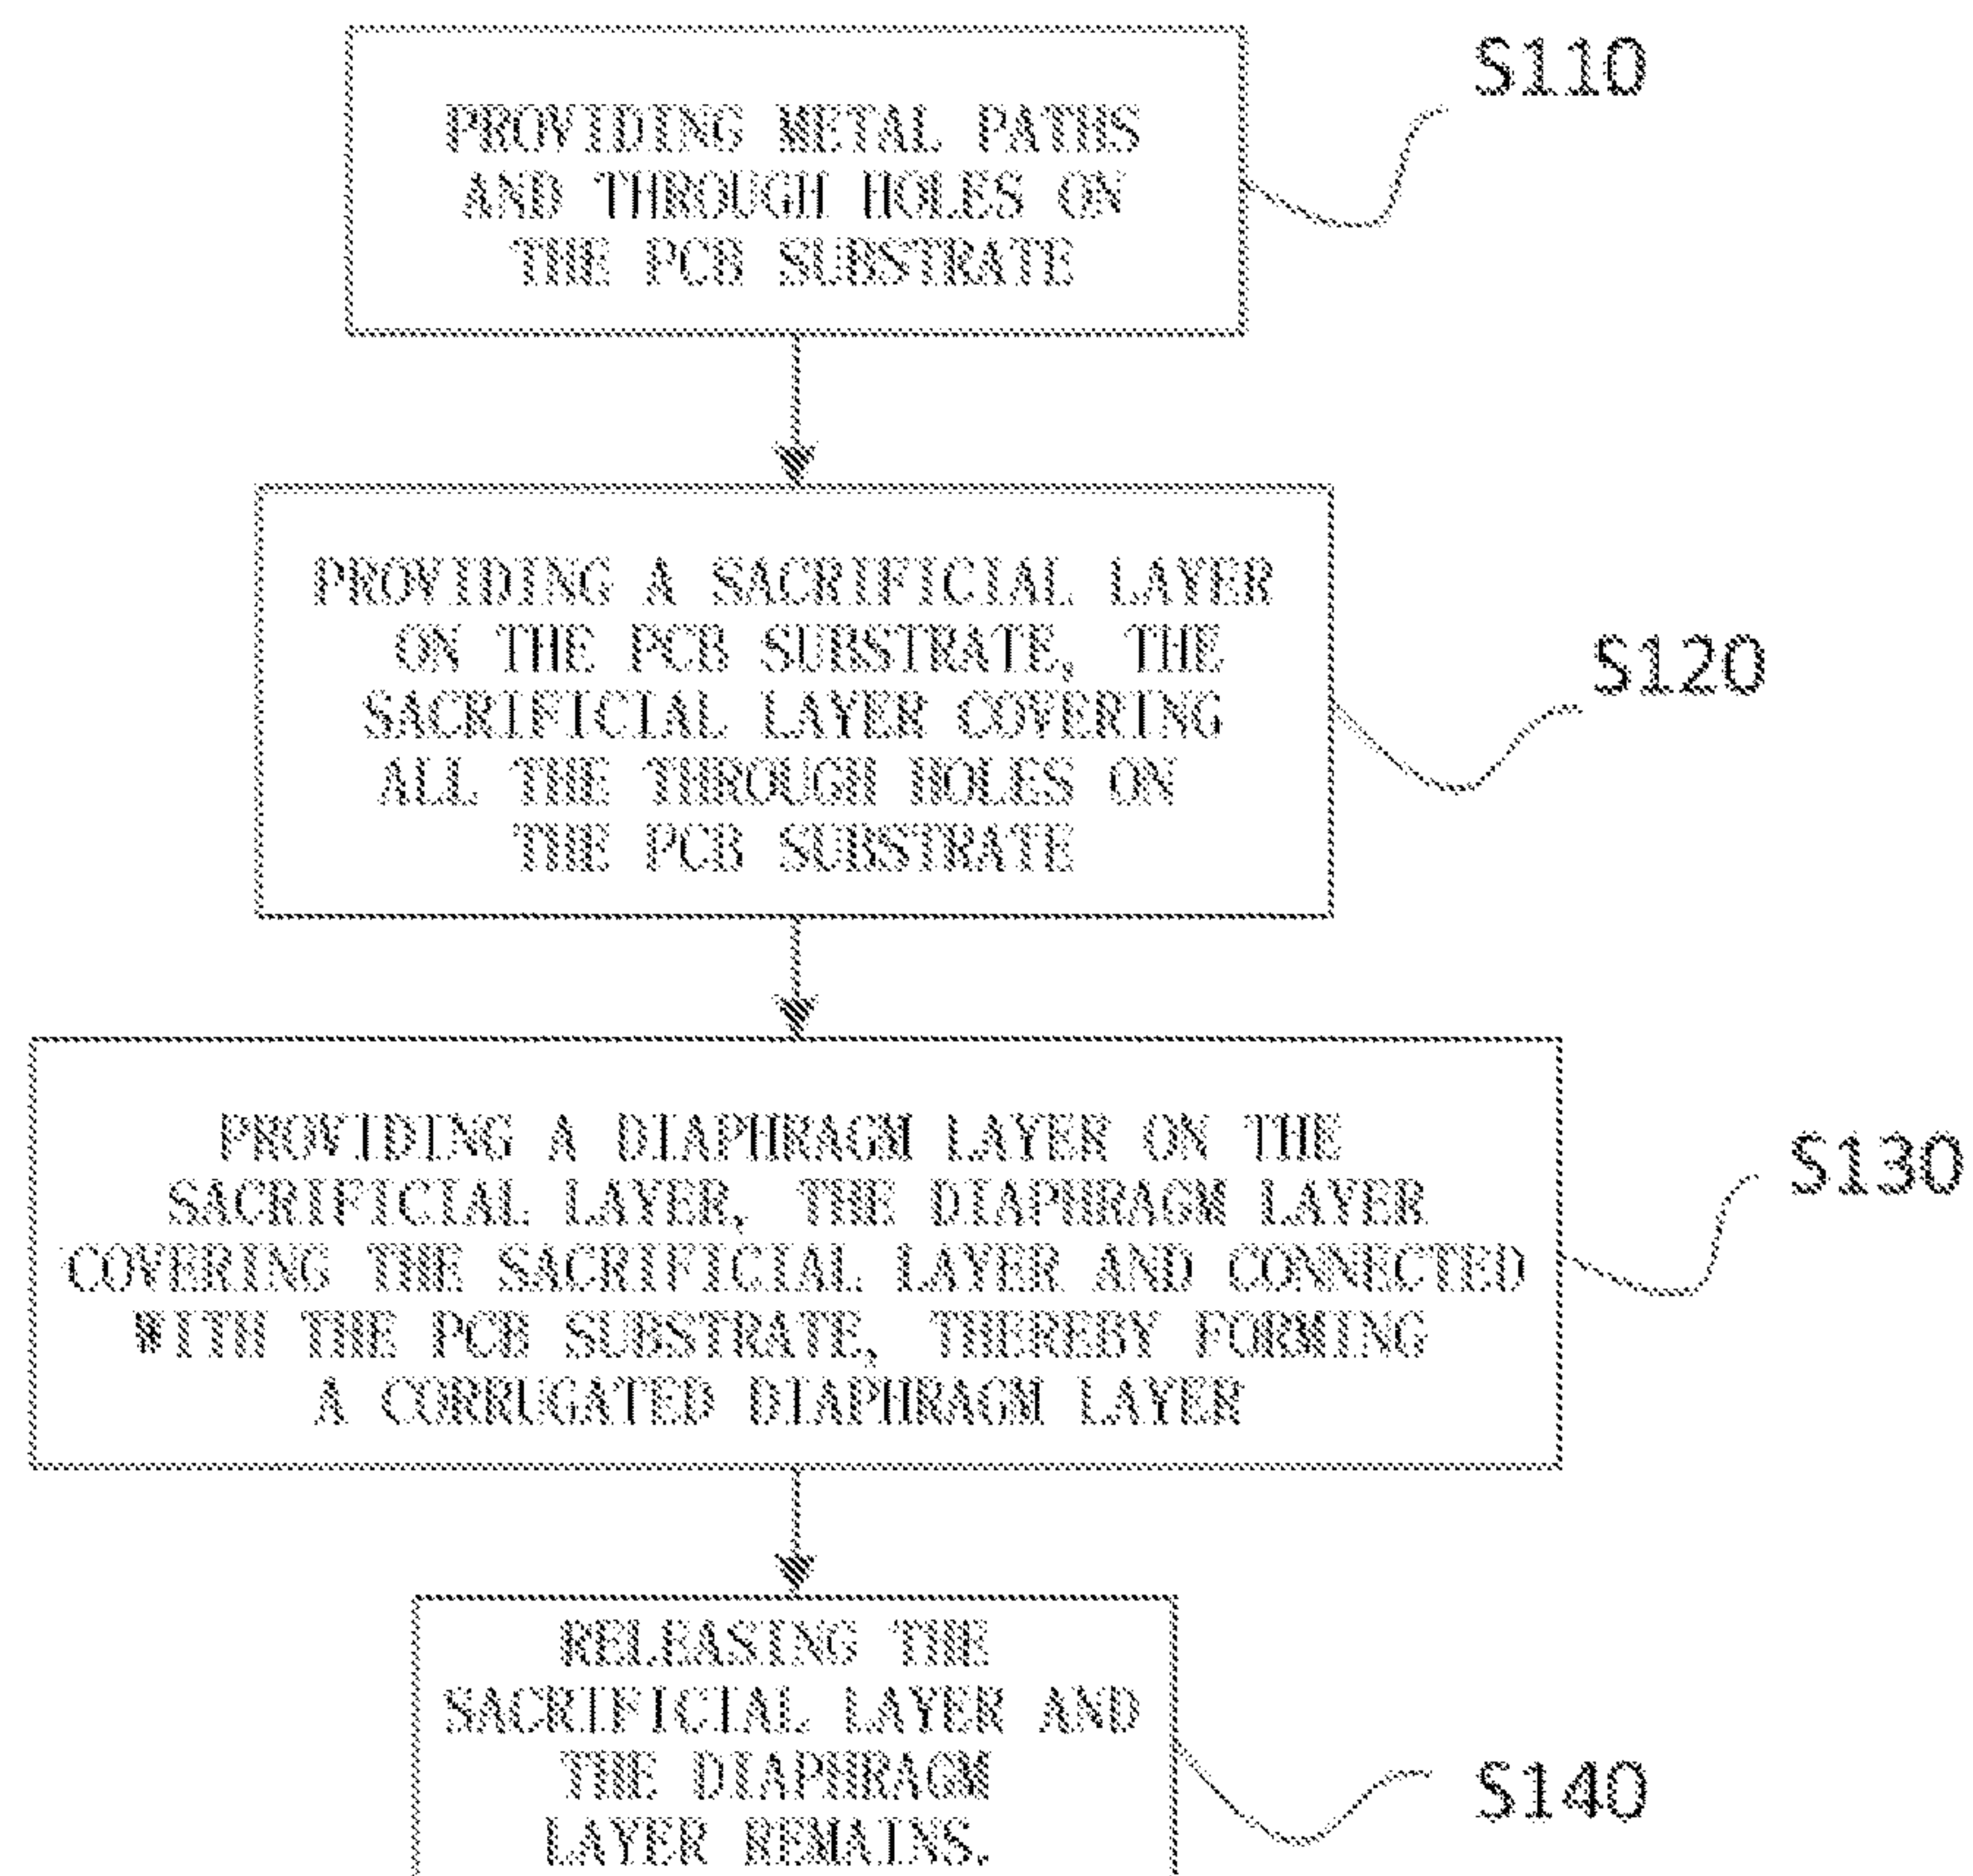 PROVIDING METAL PATHS
AND THROUGH HOLES ON
THE PCB SUBSTRATE
S110
PROVIDING A SACRIFICIAL LAYER
ON THE PCB SUBSTRATE, THE
SACRIFICIAL LAYER COVERING
ALL THE THROUGH HOLES ON
THE PCB SUBSTRATE
S120
PROVIDING A DIAPHRAGM LAYER ON THE
SACRIFICIAL LAYER, THE DIAPHRAGM LAYER
COVERING THE SACRIFICIAL LAYER AND CONNECTED
WITH THE PCB SUBSTRATE, THEREBY FORMING
A CORRUGATED DIAPHRAGM LAYER
S130
RELEASING THE
SACRIFICIAL LAYER AND
THE DIAPHRAGM
LAYER REMAINS.
S140